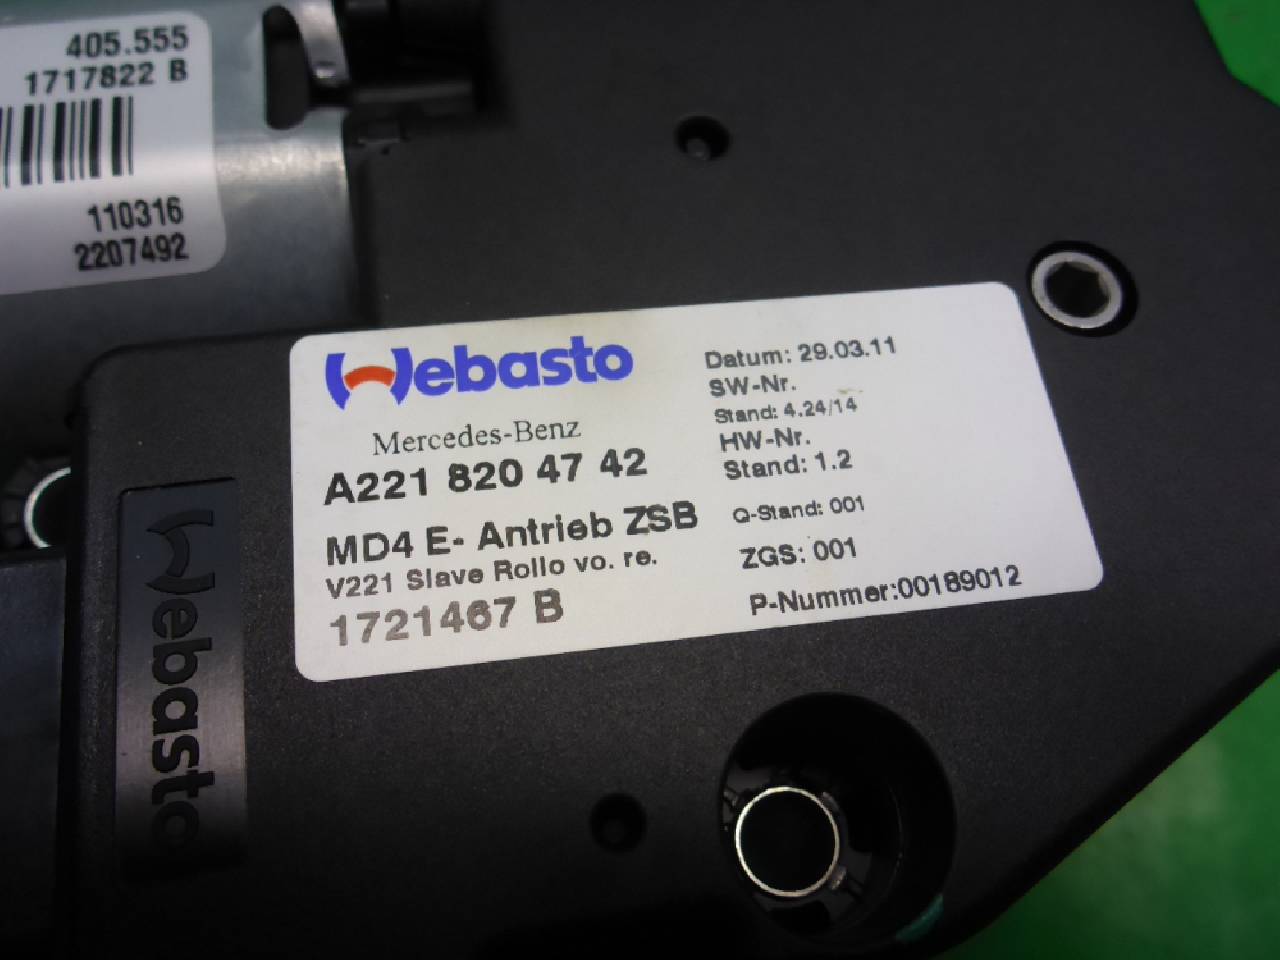 405.555
1717822 B
110316
2207492
Webasto
Mercedes-Benz
A221 820 47 42
MD4 E- Antrieb ZSB
V221 Slave Rollo vo. re.
1721467 B
Datum: 29.03.11
SW-Nr.
Stand: 4.24/14
HW-Nr.
Stand: 1.2
Q-Stand: 001
ZGS: 001
P-Nummer:00189012
Webasto